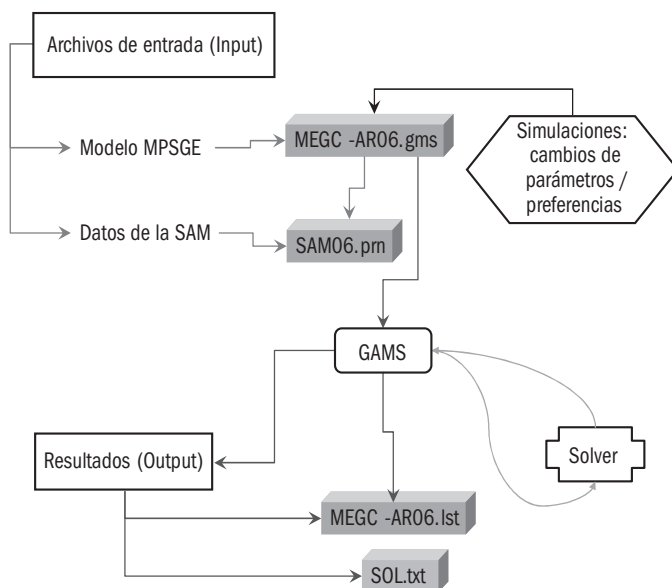 Archivos de entrada (Input)
Modelo MPSGE
MEGC -AR06.gms
Simulaciones:
cambios de
parámetros /
preferencias
Datos de la SAM
SAM06.prn
GAMS
Resultados (Output)
Solver
MEGC -AR06.lst
SOL.txt